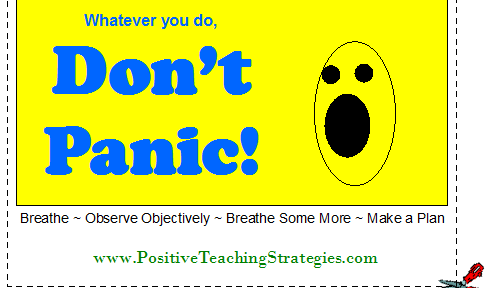 Whatever you do,
Don't
Panic!
Breathe ~ Observe Objectively ~ Breathe Some More ~ Make a Plan
www.PositiveTeachingStrategies.com